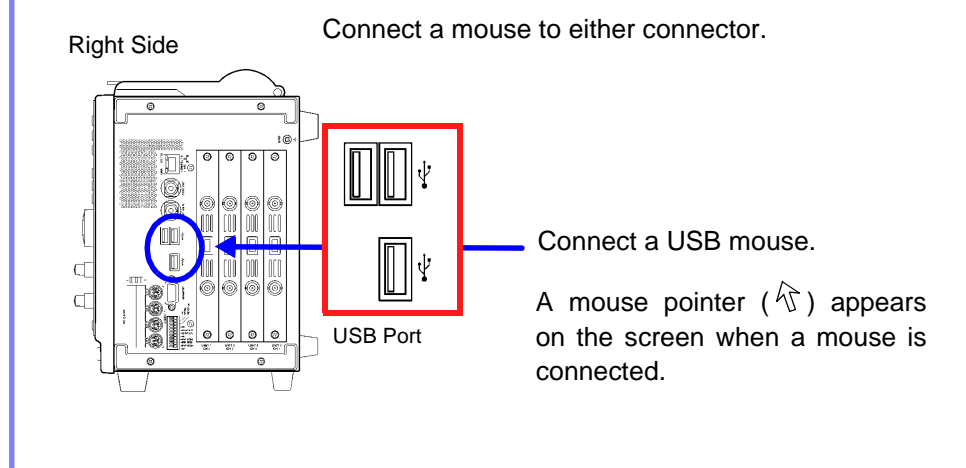 Connect a mouse to either connector.
Right Side
Connect a USB mouse.
USB Port
A mouse pointer ( ) appears
on the screen when a mouse is
connected.